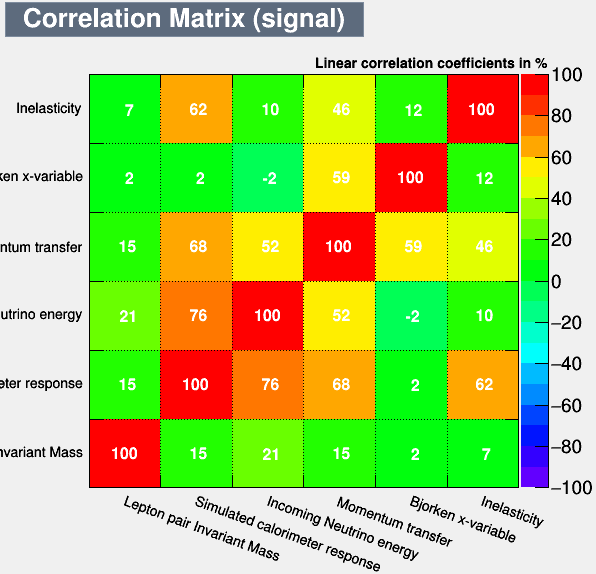 Correlation Matrix (signal)
Linear correlation coefficients in %
Inelasticity 7 62 10 46 12 100
ken x-variable 2 2 -2 59 100 12
ntum transfer 15 68 52 100 59 46
utrino energy 21 76 100 52 -2 10
eter response 15 100 76 68 2 62
nvariant Mass 100 15 21 15 2 7
100
80
60
40
20
0
−20
−40
−60
−80
−100
Lepton pair Invariant Mass
Simulated calorimeter response
Incoming Neutrino energy
Momentum transfer
Bjorken x-variable
Inelasticity